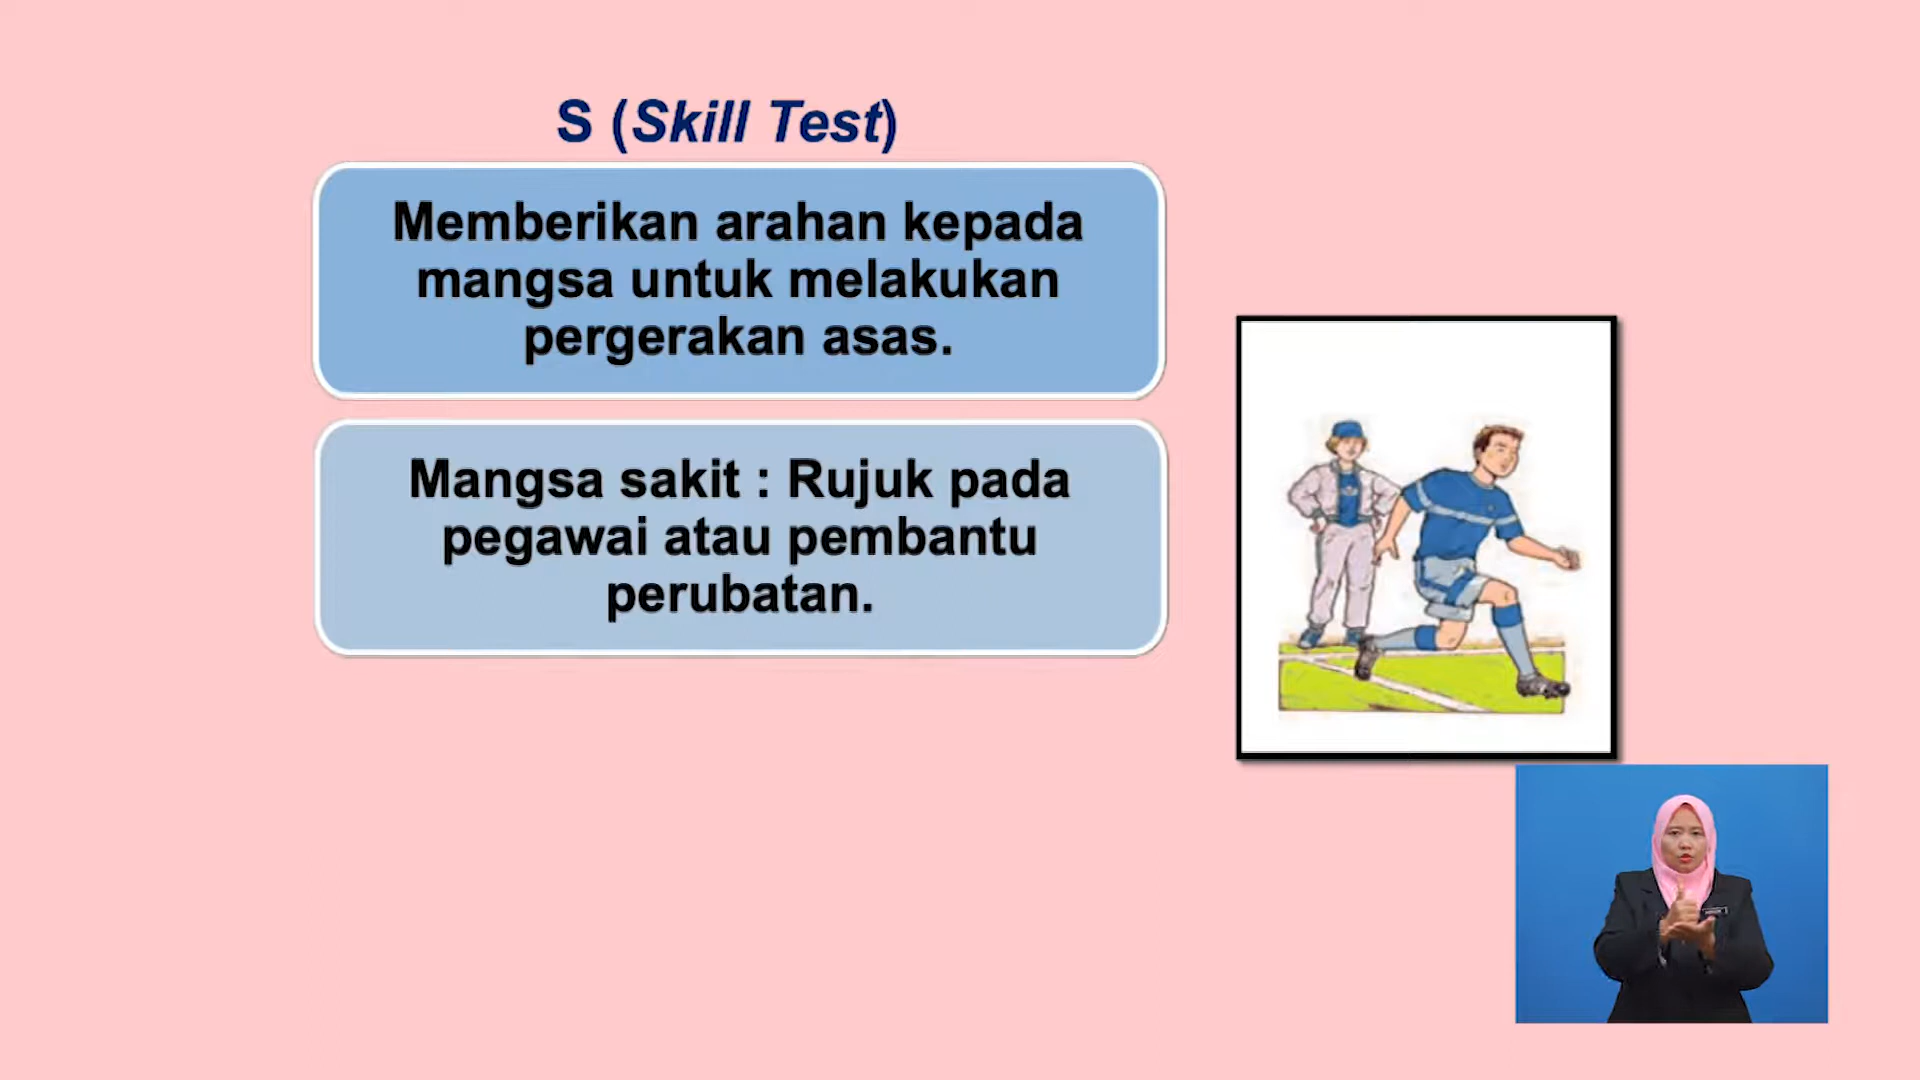 S (Skill Test)
Memberikan arahan kepada
mangsa untuk melakukan
pergerakan asas.
Mangsa sakit : Rujuk pada
pegawai atau pembantu
perubatan.